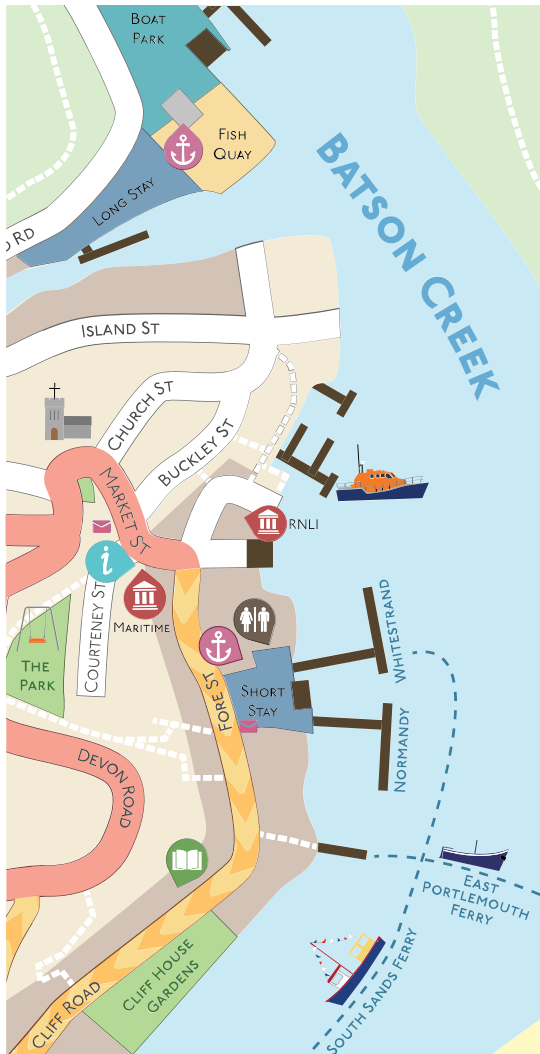 BOAT
PARK
FISH
QUAY
LONG STAY
D RD
BATSON CREEK
ISLAND ST
CHURCH ST
BUCKLEY ST
MARKET ST
RNLI
i
MARITIME
COURTENEY ST
THE
PARK
WHITESTRAND
SHORT
STAY
FORE ST
NORMANDY
DEVON ROAD
EAST
PORTLEMOUTH
FERRY
SOUTH SANDS FERRY
CLIFF HOUSE
GARDENS
CLIFF ROAD